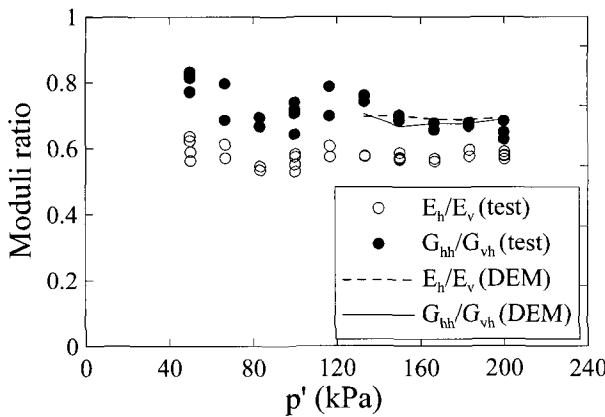 Moduli ratio
1
0.8
0.6
0.4
0.2
0
E_h/E_v (test)
G_hh/G_vh (test)
E_h/E_v (DEM)
G_hh/G_vh (DEM)
0 40 80 120 160 200 240
p' (kPa)